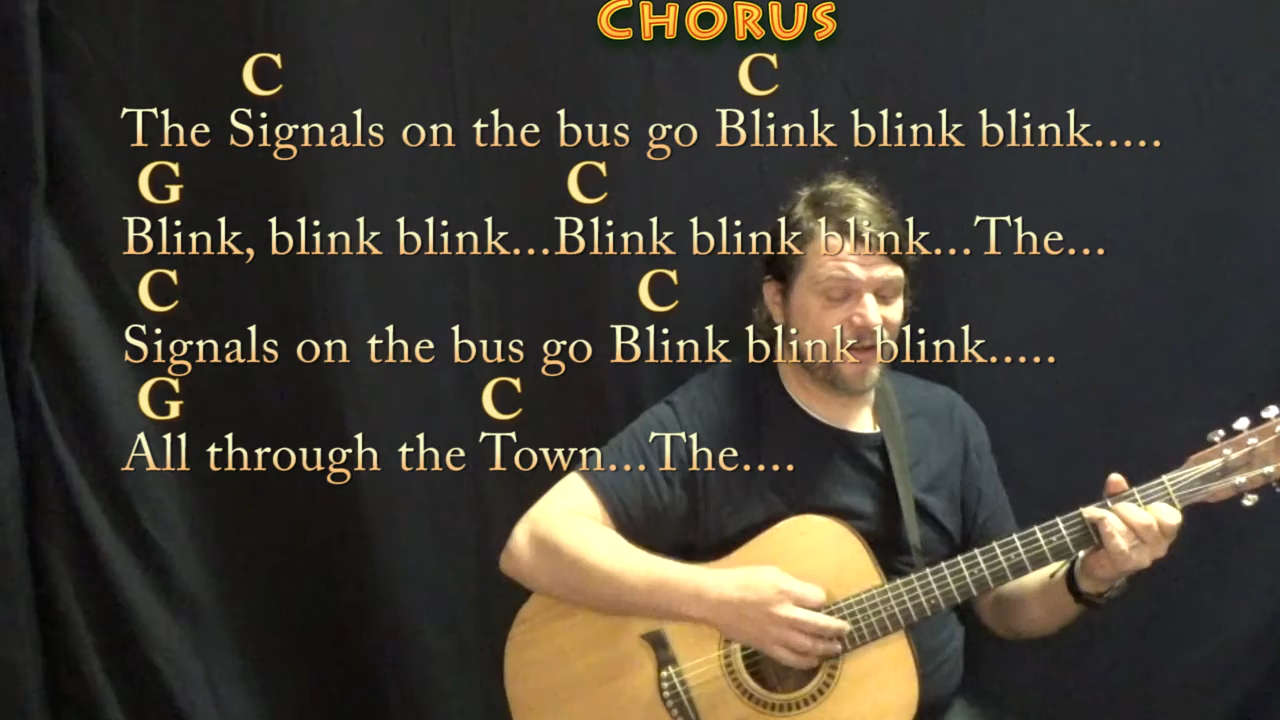 CHORUS
C C
The Signals on the bus go Blink blink blink.....
G C
Blink, blink blink...Blink blink blink...The...
C C
Signals on the bus go Blink blink blink.....
G C
All through the Town...The....